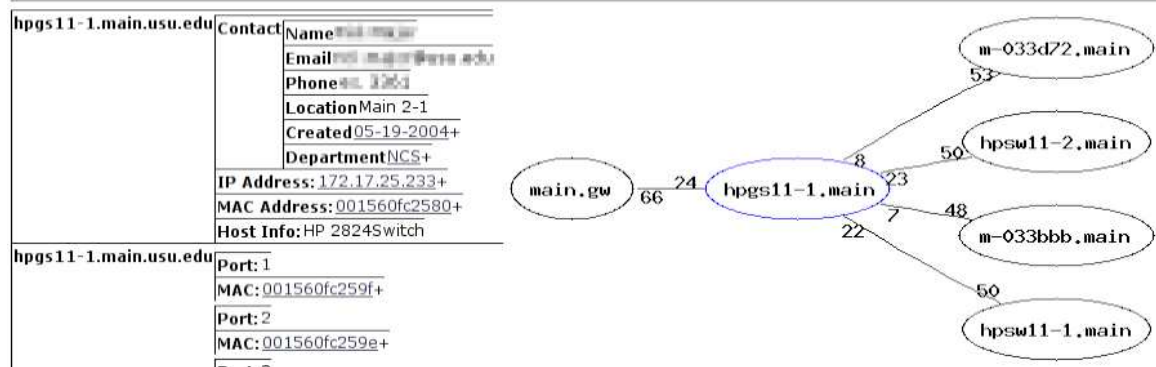 hpgs11-1.main.usu.edu Contact Name
Email
Phone
Location Main 2-1
Created 05-19-2004+
Department NCS+
IP Address: 172.17.25.233+
MAC Address: 001560fc2580+
Host Info: HP 2824Switch
hpgs11-1.main.usu.edu Port: 1
MAC: 001560fc259f+
Port: 2
MAC: 001560fc259e+
m-033d72.main
53
8
hpsw11-2.main
50
23
main.gw
66
24
hpgs11-1.main
7
48
m-033bbb.main
22
50
hpsw11-1.main